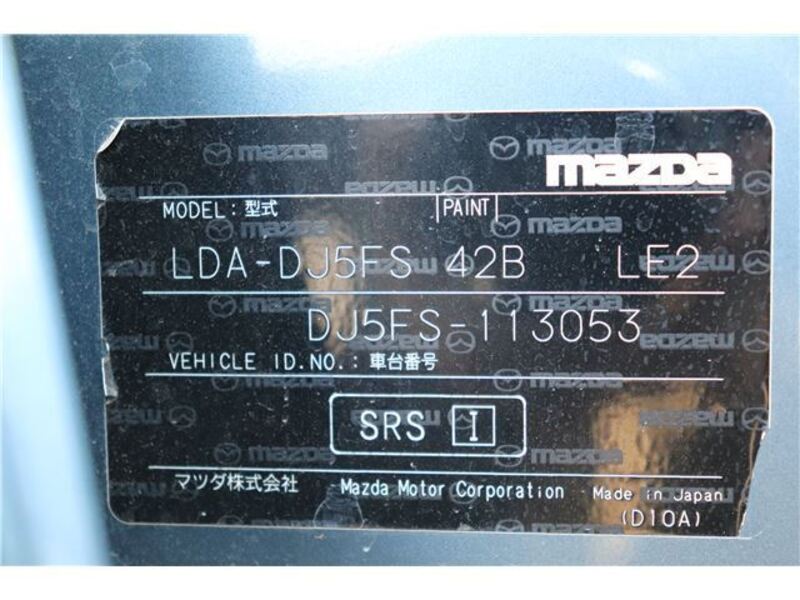 mazda
MODEL：型式 PAINT
LDA-DJ5FS 42B LE2
DJ5FS-113053
VEHICLE ID.NO.：車台番号
SRS I
マツダ株式会社 Mazda Motor Corporation Made in Japan
(D10A)